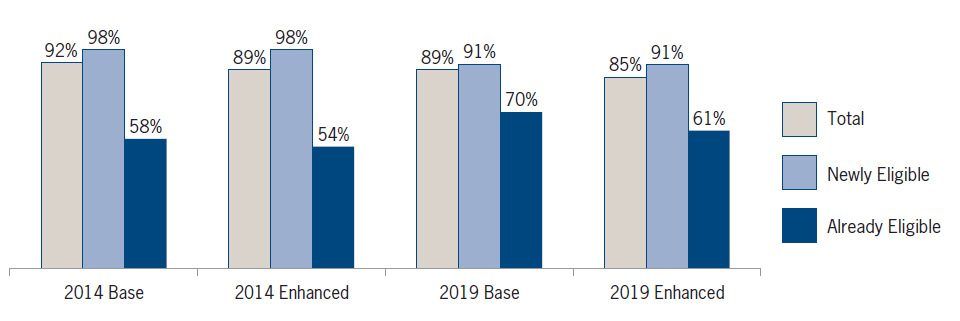 92%
98%
58%
89%
98%
54%
89%
91%
70%
85%
91%
61%
2014 Base
2014 Enhanced
2019 Base
2019 Enhanced
Total
Newly Eligible
Already Eligible